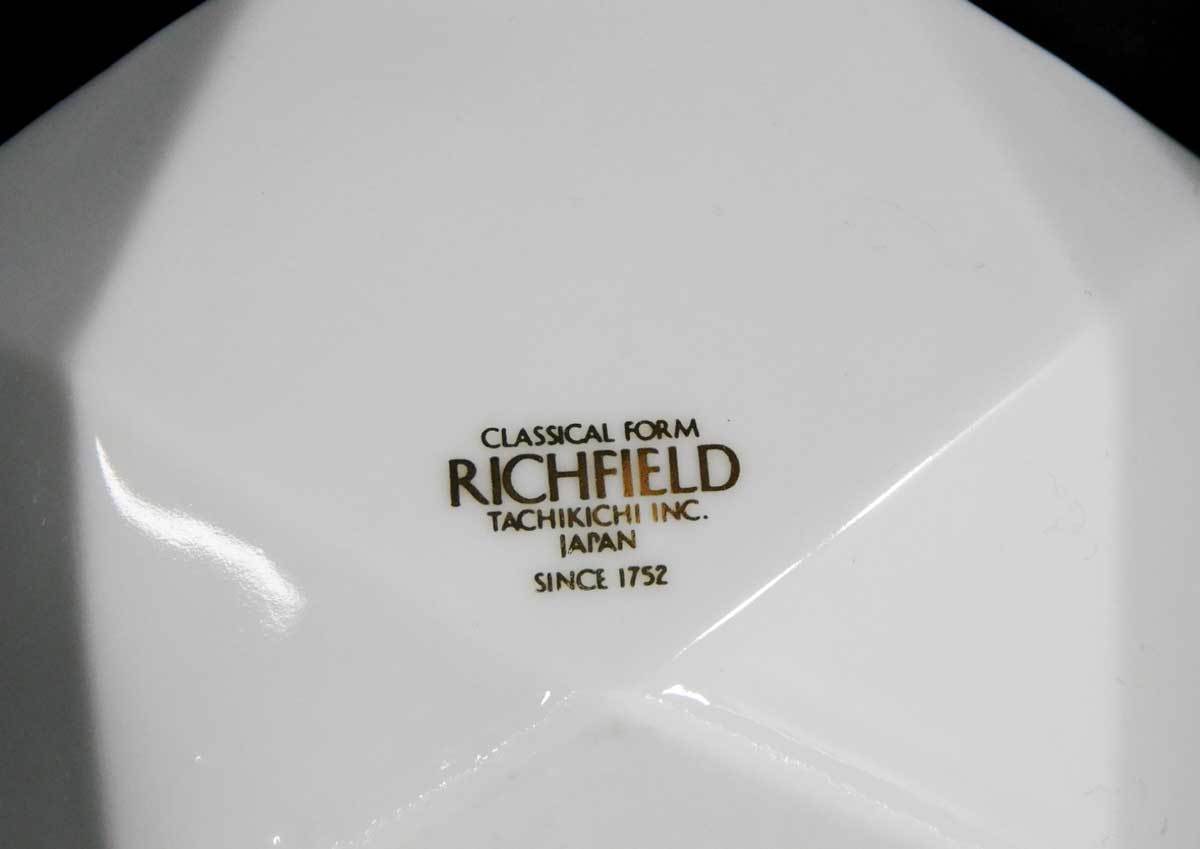 CLASSICAL FORM
RICHFIELD
TACHIKICHI INC.
JAPAN
SINCE 1752